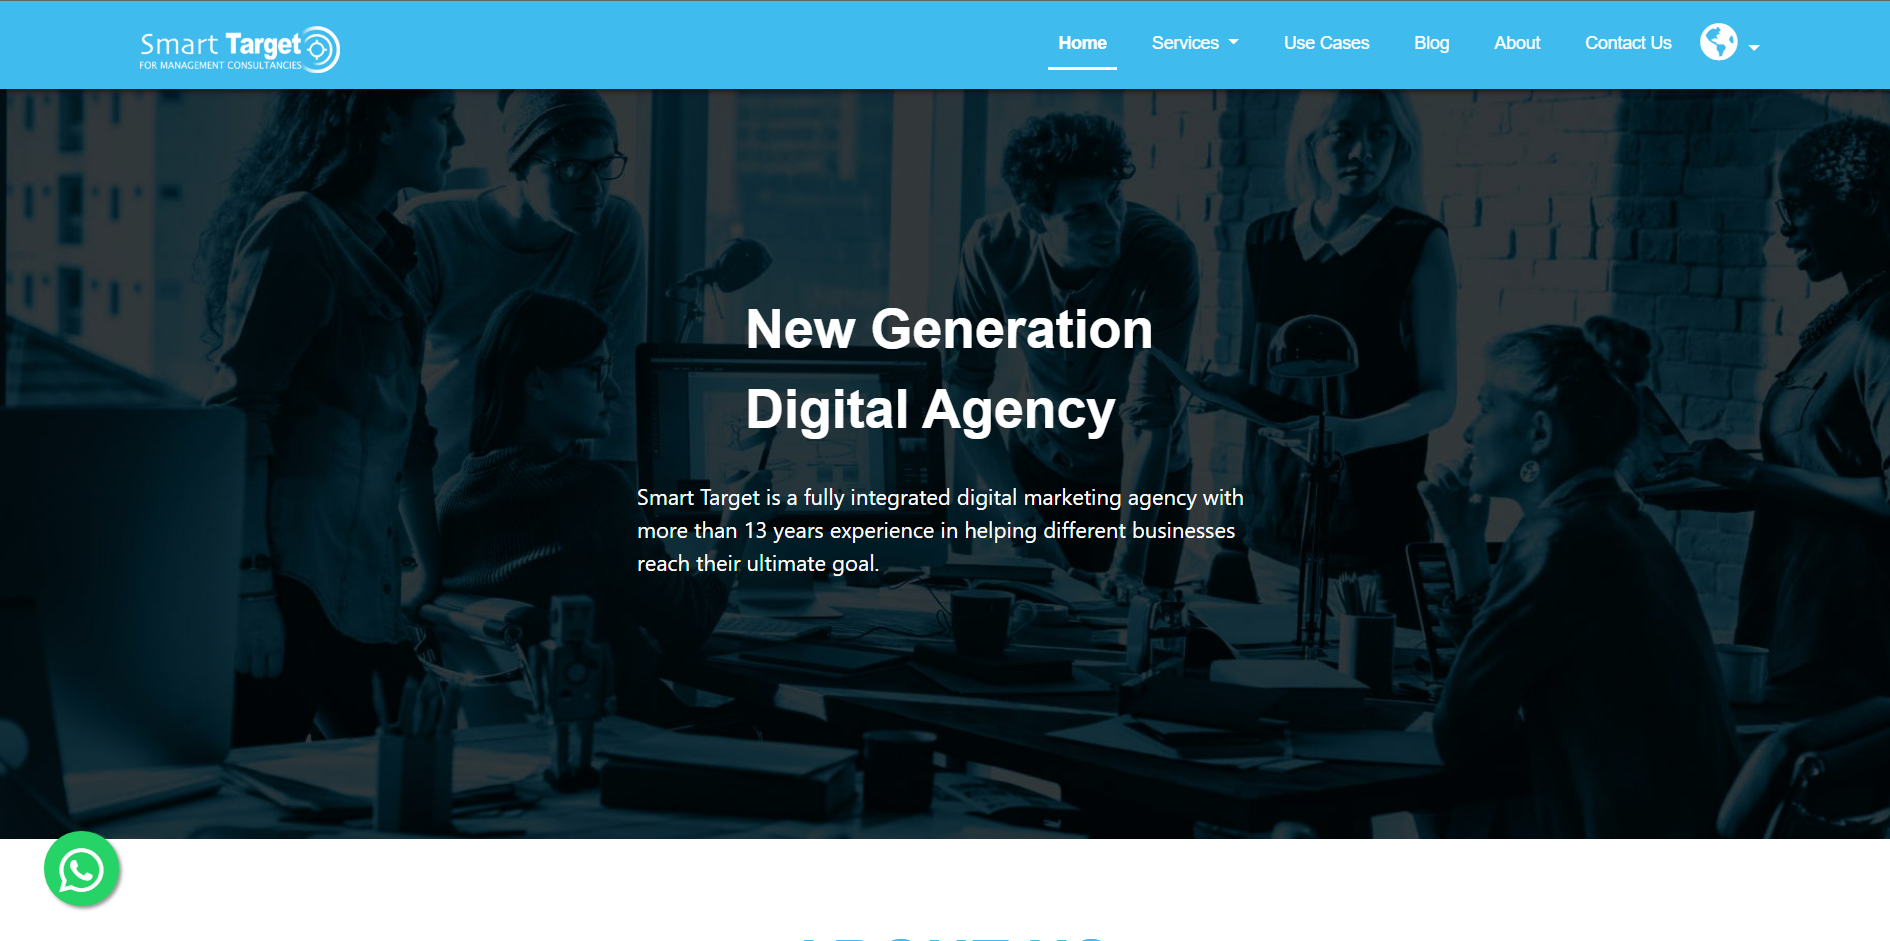 Smart Target
FOR MANAGEMENT CONSULTANCIES
Home
Services
Use Cases
Blog
About
Contact Us
New Generation
Digital Agency
Smart Target is a fully integrated digital marketing agency with
more than 13 years experience in helping different businesses
reach their ultimate goal.
ABOUT US